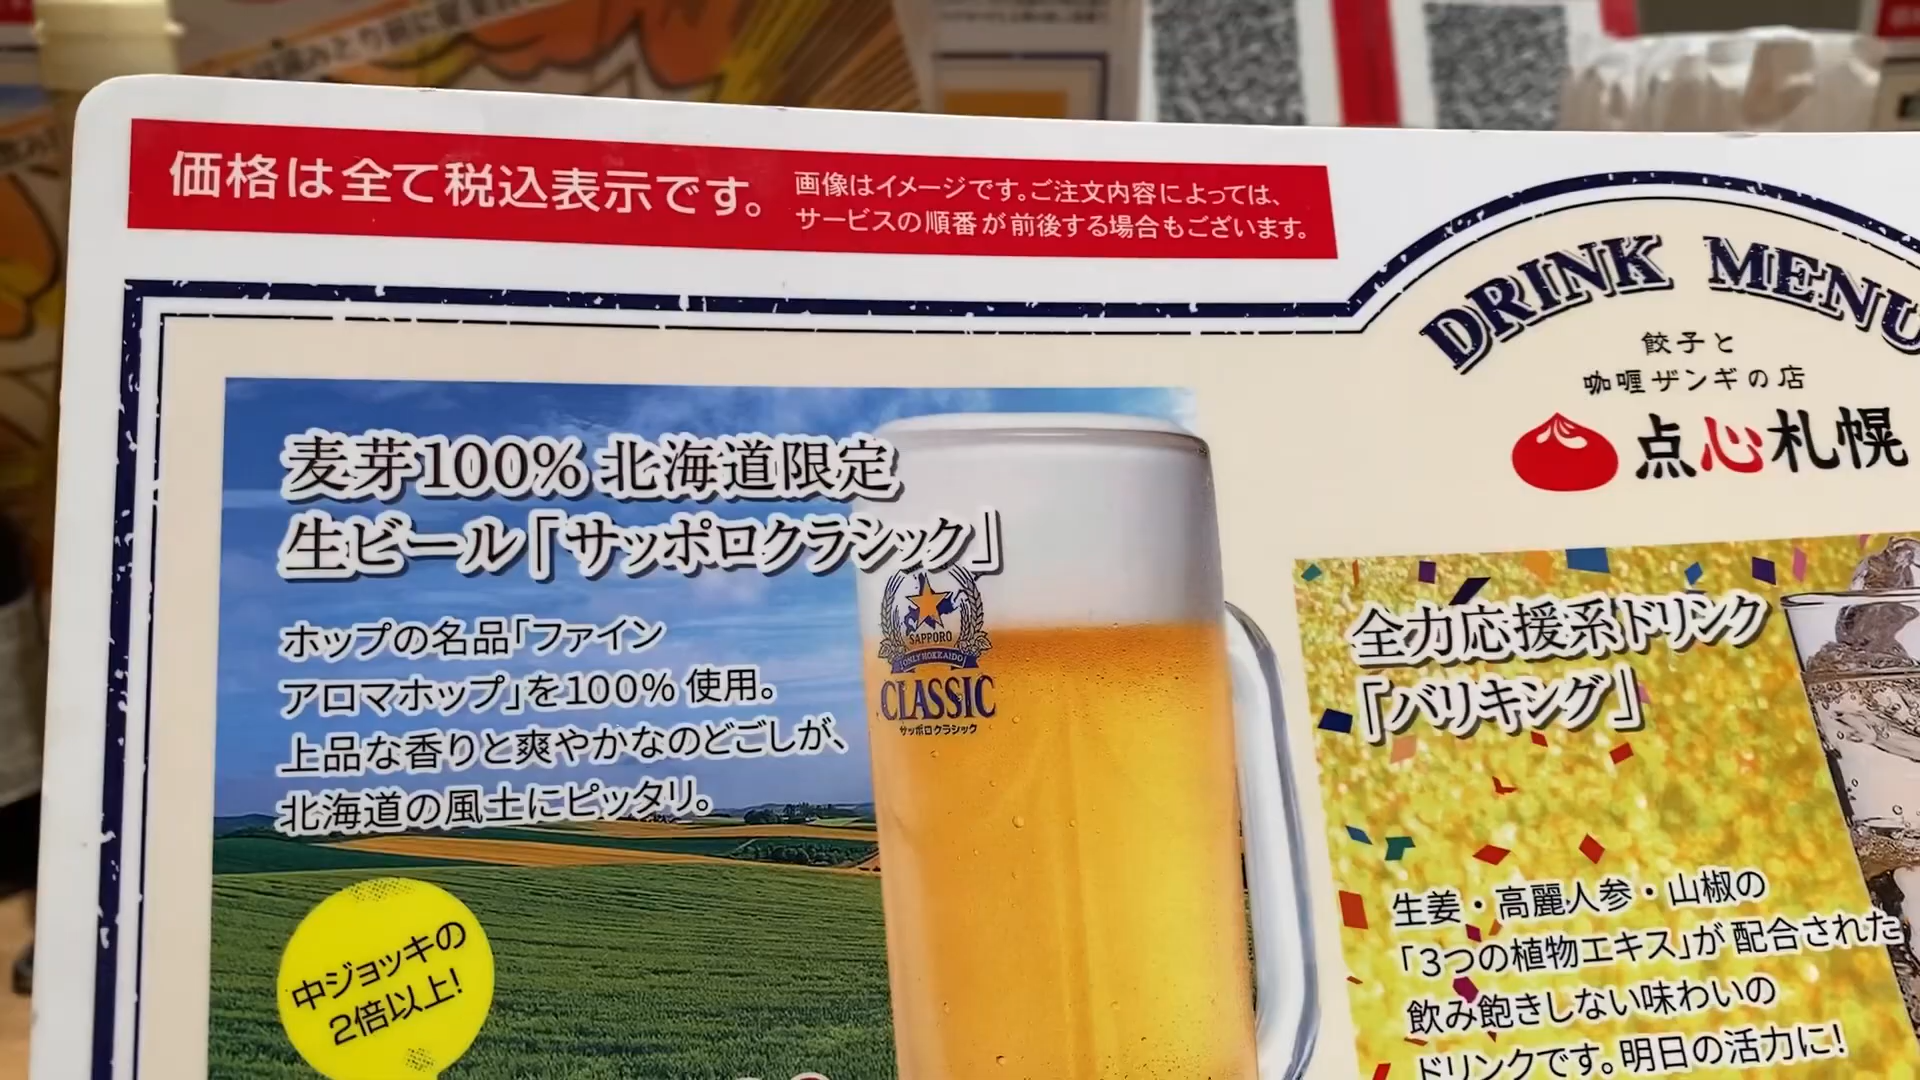 価格は全て税込表示です。
画像はイメージです。ご注文内容によっては、
サービスの順番が前後する場合もございます。
DRINK MENU
餃子と
咖喱ザンギの店
点心札幌
麦芽100% 北海道限定
生ビール「サッポロクラシック」
ホップの名品「ファイン
アロマホップ」を100% 使用。
上品な香りと爽やかなのどごしが、
北海道の風土にピッタリ。
SAPPORO
ONLY HOKKAIDO
CLASSIC
サッポロクラシック
中ジョッキの
2倍以上!
全力応援系ドリンク
「バリキング」
生姜・高麗人参・山椒の
「3つの植物エキス」が配合された
飲み飽きしない味わいの
ドリンクです。明日の活力に!